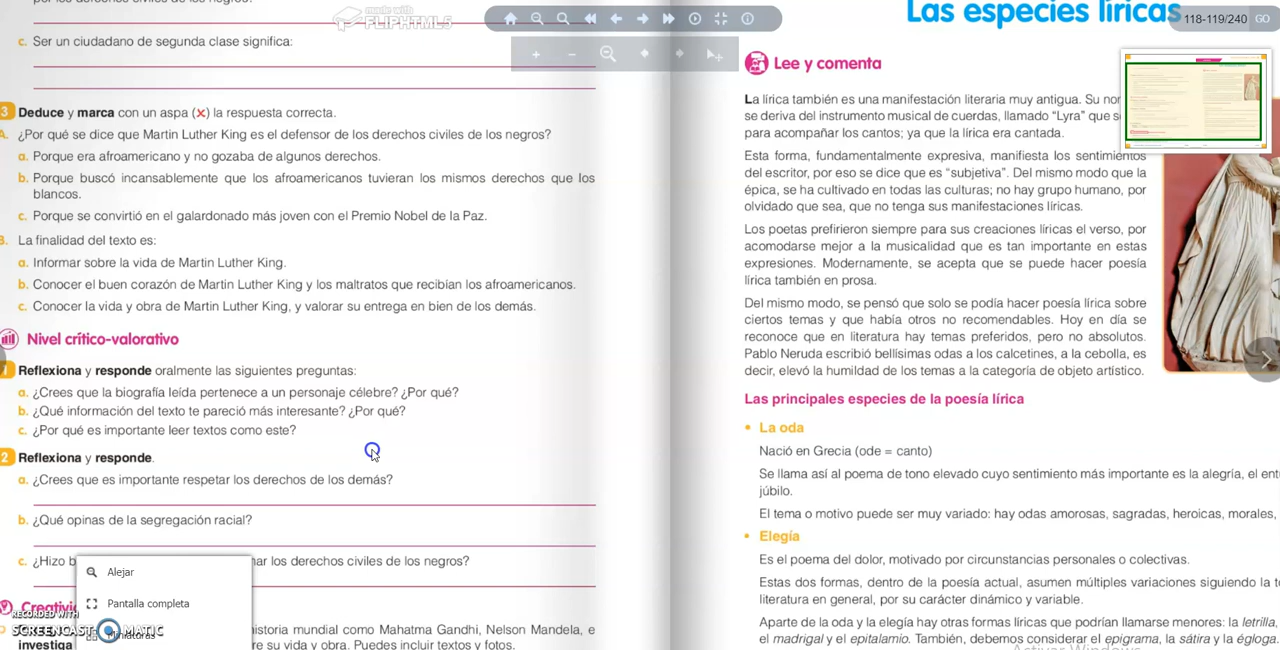 made with
FLIPHTML5
118-119/240 GO
c. Ser un ciudadano de segunda clase significa:
3 Deduce y marca con un aspa (x) la respuesta correcta.
A. ¿Por qué se dice que Martin Luther King es el defensor de los derechos civiles de los negros?
a. Porque era afroamericano y no gozaba de algunos derechos.
b. Porque buscó incansablemente que los afroamericanos tuvieran los mismos derechos que los
blancos.
c. Porque se convirtió en el galardonado más joven con el Premio Nobel de la Paz.
B. La finalidad del texto es:
a. Informar sobre la vida de Martin Luther King.
b. Conocer el buen corazón de Martin Luther King y los maltratos que recibían los afroamericanos.
c. Conocer la vida y obra de Martin Luther King, y valorar su entrega en bien de los demás.
Nivel crítico-valorativo
1 Reflexiona y responde oralmente las siguientes preguntas:
a. ¿Crees que la biografía leída pertenece a un personaje célebre? ¿Por qué?
b. ¿Qué información del texto te pareció más interesante? ¿Por qué?
c. ¿Por qué es importante leer textos como este?
2 Reflexiona y responde.
a. ¿Crees que es importante respetar los derechos de los demás?
b. ¿Qué opinas de la segregación racial?
c. ¿Hizo b ar los derechos civiles de los negros?
Alejar
Pantalla completa
Miniaturas
Creativi
RECORDED WITH
SCREENCAST MATIC
historia mundial como Mahatma Gandhi, Nelson Mandela, e
investiga re su vida y obra. Puedes incluir textos y fotos.
Las especies líricas
Lee y comenta
La lírica también es una manifestación literaria muy antigua. Su nor
se deriva del instrumento musical de cuerdas, llamado “Lyra” que s
para acompañar los cantos; ya que la lírica era cantada.
Esta forma, fundamentalmente expresiva, manifiesta los sentimientos
del escritor, por eso se dice que es “subjetiva”. Del mismo modo que la
épica, se ha cultivado en todas las culturas; no hay grupo humano, por
olvidado que sea, que no tenga sus manifestaciones líricas.
Los poetas prefirieron siempre para sus creaciones líricas el verso, por
acomodarse mejor a la musicalidad que es tan importante en estas
expresiones. Modernamente, se acepta que se puede hacer poesía
lírica también en prosa.
Del mismo modo, se pensó que solo se podía hacer poesía lírica sobre
ciertos temas y que había otros no recomendables. Hoy en día se
reconoce que en literatura hay temas preferidos, pero no absolutos.
Pablo Neruda escribió bellísimas odas a los calcetines, a la cebolla, es
decir, elevó la humildad de los temas a la categoría de objeto artístico.
Las principales especies de la poesía lírica
• La oda
Nació en Grecia (ode = canto)
Se llama así al poema de tono elevado cuyo sentimiento más importante es la alegría, el ent
júbilo.
El tema o motivo puede ser muy variado: hay odas amorosas, sagradas, heroicas, morales,
• Elegía
Es el poema del dolor, motivado por circunstancias personales o colectivas.
Estas dos formas, dentro de la poesía actual, asumen múltiples variaciones siguiendo la t
literatura en general, por su carácter dinámico y variable.
Aparte de la oda y la elegía hay otras formas líricas que podrían llamarse menores: la letrilla,
el madrigal y el epitalamio. También, debemos considerar el epigrama, la sátira y la égloga.
Activar Windows